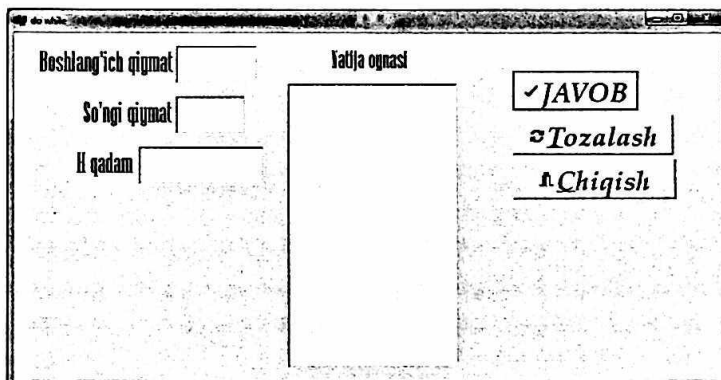 do while
Boshlang'ich qiymat
So'ngi qiymat
H qadam
Natija oynasi
JAVOB
Tozalash
Chiqish